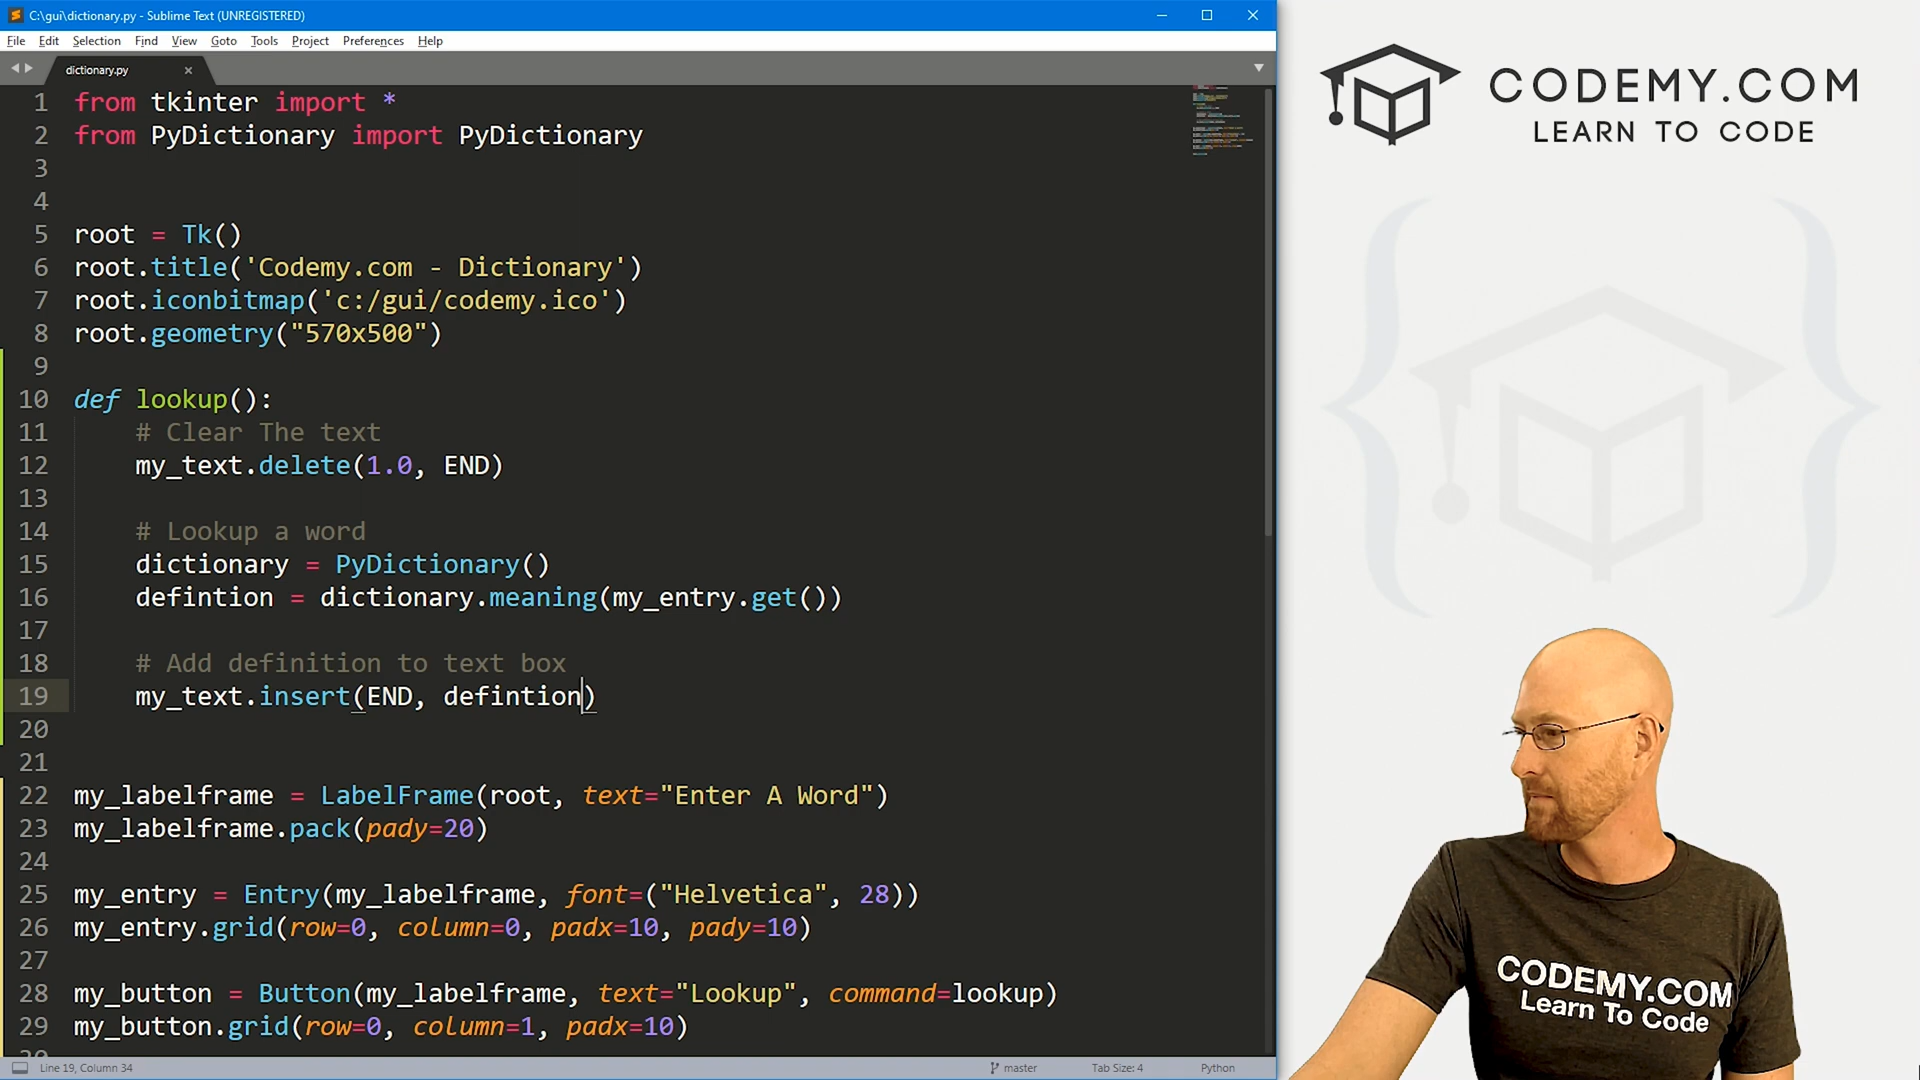 C:\gui\dictionary.py - Sublime Text (UNREGISTERED)
File Edit Selection Find View Goto Tools Project Preferences Help
dictionary.py
1 from tkinter import *
2 from PyDictionary import PyDictionary
3
4
5 root = Tk()
6 root.title('Codemy.com - Dictionary')
7 root.iconbitmap('c:/gui/codemy.ico')
8 root.geometry("570x500")
9
10 def lookup():
11 # Clear The text
12 my_text.delete(1.0, END)
13
14 # Lookup a word
15 dictionary = PyDictionary()
16 defintion = dictionary.meaning(my_entry.get())
17
18 # Add definition to text box
19 my_text.insert(END, defintion)
20
21
22 my_labelframe = LabelFrame(root, text="Enter A Word")
23 my_labelframe.pack(pady=20)
24
25 my_entry = Entry(my_labelframe, font=("Helvetica", 28))
26 my_entry.grid(row=0, column=0, padx=10, pady=10)
27
28 my_button = Button(my_labelframe, text="Lookup", command=lookup)
29 my_button.grid(row=0, column=1, padx=10)
Line 19, Column 34
master
Tab Size: 4
Python
CODEMY.COM
LEARN TO CODE
CODEMY.COM
Learn To Code